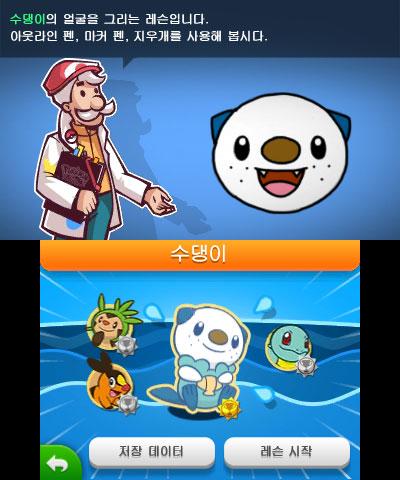 수댕이의 얼굴을 그리는 레슨입니다.
아웃라인 펜, 마커 펜, 지우개를 사용해 봅시다.
수댕이
저장 데이터
레슨 시작